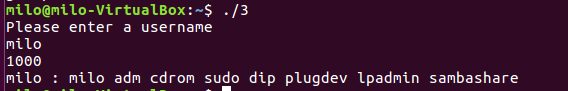 milo@milo-VirtualBox:~$ ./3
Please enter a username
milo
1000
milo : milo adm cdrom sudo dip plugdev lpadmin sambashare